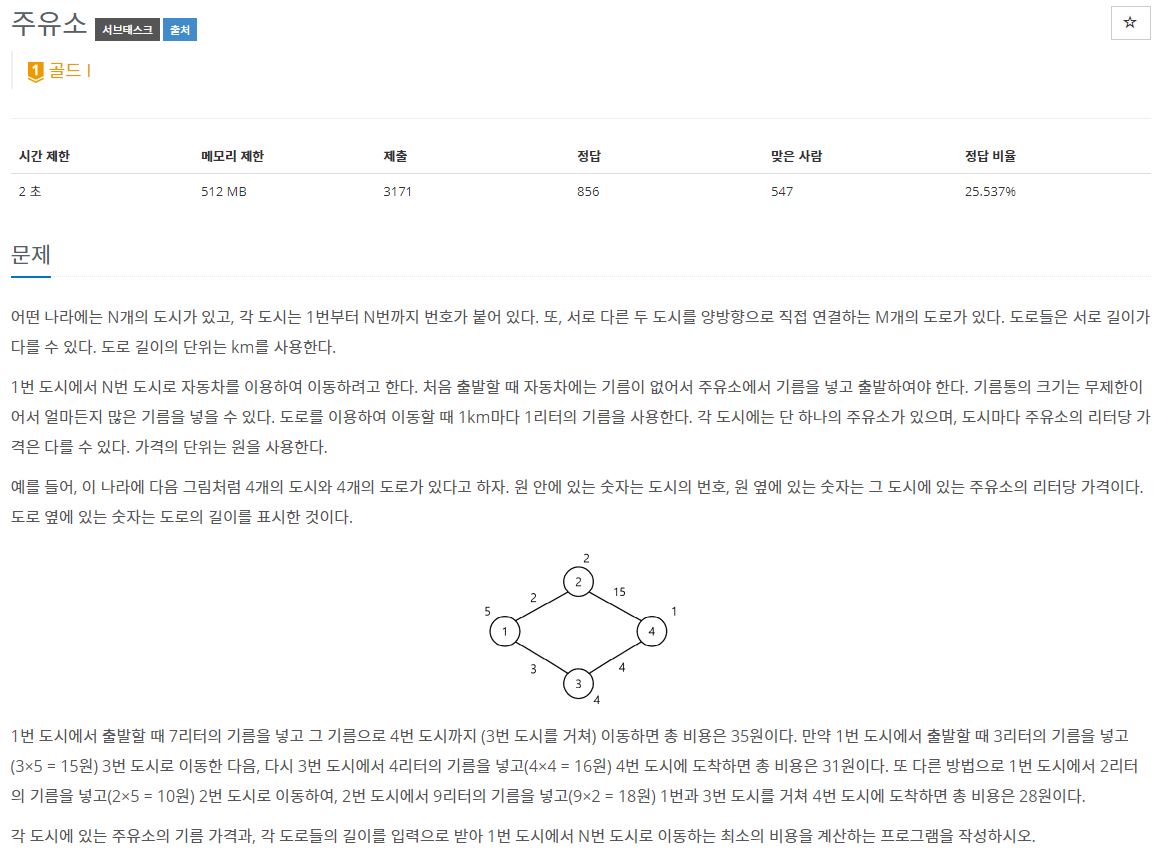 주유소 서브태스크 출처
☆
1 골드 I
시간 제한 메모리 제한 제출 정답 맞은 사람 정답 비율
2 초 512 MB 3171 856 547 25.537%
문제
어떤 나라에는 N개의 도시가 있고, 각 도시는 1번부터 N번까지 번호가 붙어 있다. 또, 서로 다른 두 도시를 양방향으로 직접 연결하는 M개의 도로가 있다. 도로들은 서로 길이가
다를 수 있다. 도로 길이의 단위는 km를 사용한다.
1번 도시에서 N번 도시로 자동차를 이용하여 이동하려고 한다. 처음 출발할 때 자동차에는 기름이 없어서 주유소에서 기름을 넣고 출발하여야 한다. 기름통의 크기는 무제한이
어서 얼마든지 많은 기름을 넣을 수 있다. 도로를 이용하여 이동할 때 1km마다 1리터의 기름을 사용한다. 각 도시에는 단 하나의 주유소가 있으며, 도시마다 주유소의 리터당 가
격은 다를 수 있다. 가격의 단위는 원을 사용한다.
예를 들어, 이 나라에 다음 그림처럼 4개의 도시와 4개의 도로가 있다고 하자. 원 안에 있는 숫자는 도시의 번호, 원 옆에 있는 숫자는 그 도시에 있는 주유소의 리터당 가격이다.
도로 옆에 있는 숫자는 도로의 길이를 표시한 것이다.
2
2
2 15
5 1
1 4
3 4
3
4
1번 도시에서 출발할 때 7리터의 기름을 넣고 그 기름으로 4번 도시까지 (3번 도시를 거쳐) 이동하면 총 비용은 35원이다. 만약 1번 도시에서 출발할 때 3리터의 기름을 넣고
(3×5 = 15원) 3번 도시로 이동한 다음, 다시 3번 도시에서 4리터의 기름을 넣고(4×4 = 16원) 4번 도시에 도착하면 총 비용은 31원이다. 또 다른 방법으로 1번 도시에서 2리터
의 기름을 넣고(2×5 = 10원) 2번 도시로 이동하여, 2번 도시에서 9리터의 기름을 넣고(9×2 = 18원) 1번과 3번 도시를 거쳐 4번 도시에 도착하면 총 비용은 28원이다.
각 도시에 있는 주유소의 기름 가격과, 각 도로들의 길이를 입력으로 받아 1번 도시에서 N번 도시로 이동하는 최소의 비용을 계산하는 프로그램을 작성하시오.